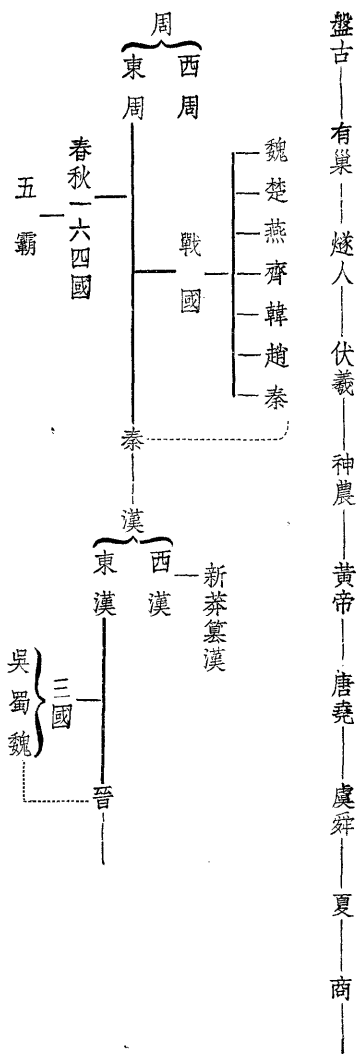 盤古
有巢
燧人
伏羲
神農
黃帝
唐堯
虞舜
夏
商
周
西周
東周
春秋一六四國
五霸
戰國
魏
楚
燕
齊
韓
趙
秦
秦
漢
西漢
新莽篡漢
東漢
三國
吳蜀魏
晉